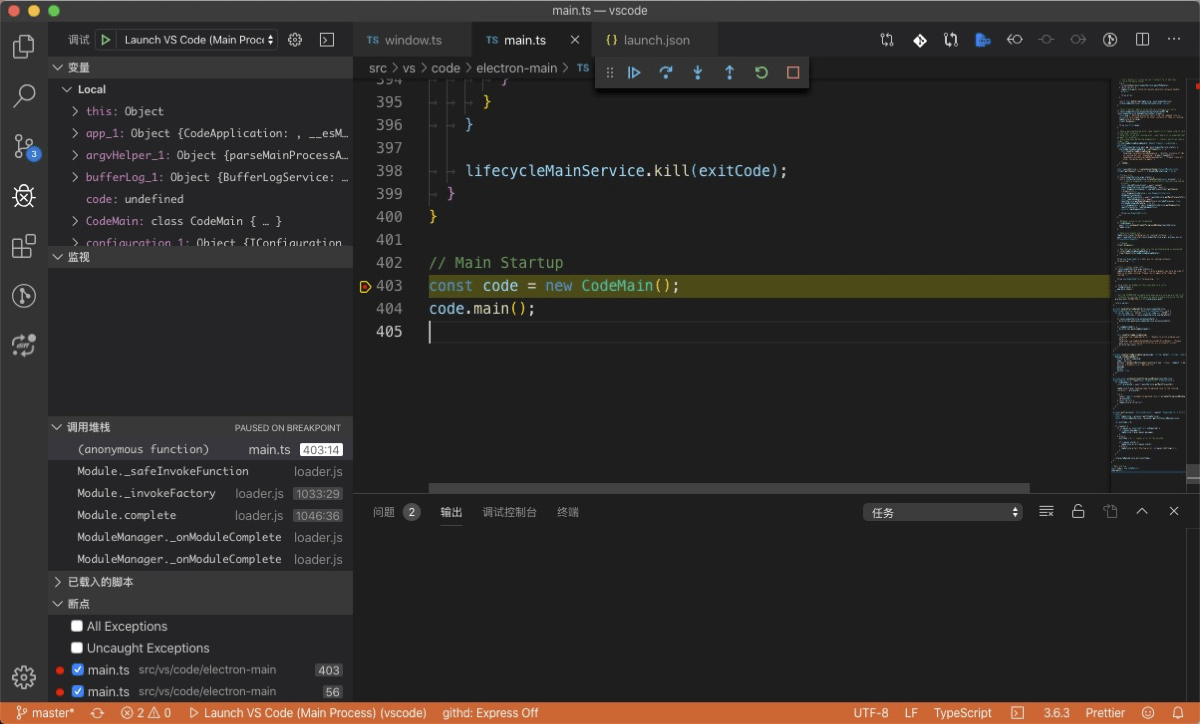 main.ts — vscode
调试 Launch VS Code (Main Proc
TS window.ts TS main.ts {} launch.json
src > vs > code > electron-main > TS
变量
Local
this: Object
app_1: Object {CodeApplication: , __esM…
argvHelper_1: Object {parseMainProcessA…
bufferLog_1: Object {BufferLogService: …
code: undefined
CodeMain: class CodeMain { … }
configuration_1: Object {IConfiguration
监视
调用堆栈 PAUSED ON BREAKPOINT
(anonymous function) main.ts 403:14
Module._safeInvokeFunction loader.js
Module._invokeFactory loader.js 1033:29
Module.complete loader.js 1046:36
ModuleManager._onModuleComplete loader.js
ModuleManager._onModuleComplete loader.js
已载入的脚本
断点
All Exceptions
Uncaught Exceptions
main.ts src/vs/code/electron-main 403
main.ts src/vs/code/electron-main 56
3
394 }
395 }
396 }
397
398 lifecycleMainService.kill(exitCode);
399 }
400 }
401
402 // Main Startup
403 const code = new CodeMain();
404 code.main();
405
问题 2 输出 调试控制台 终端 任务
master* 2 0 Launch VS Code (Main Process) (vscode) githd: Express Off UTF-8 LF TypeScript 3.6.3 Prettier